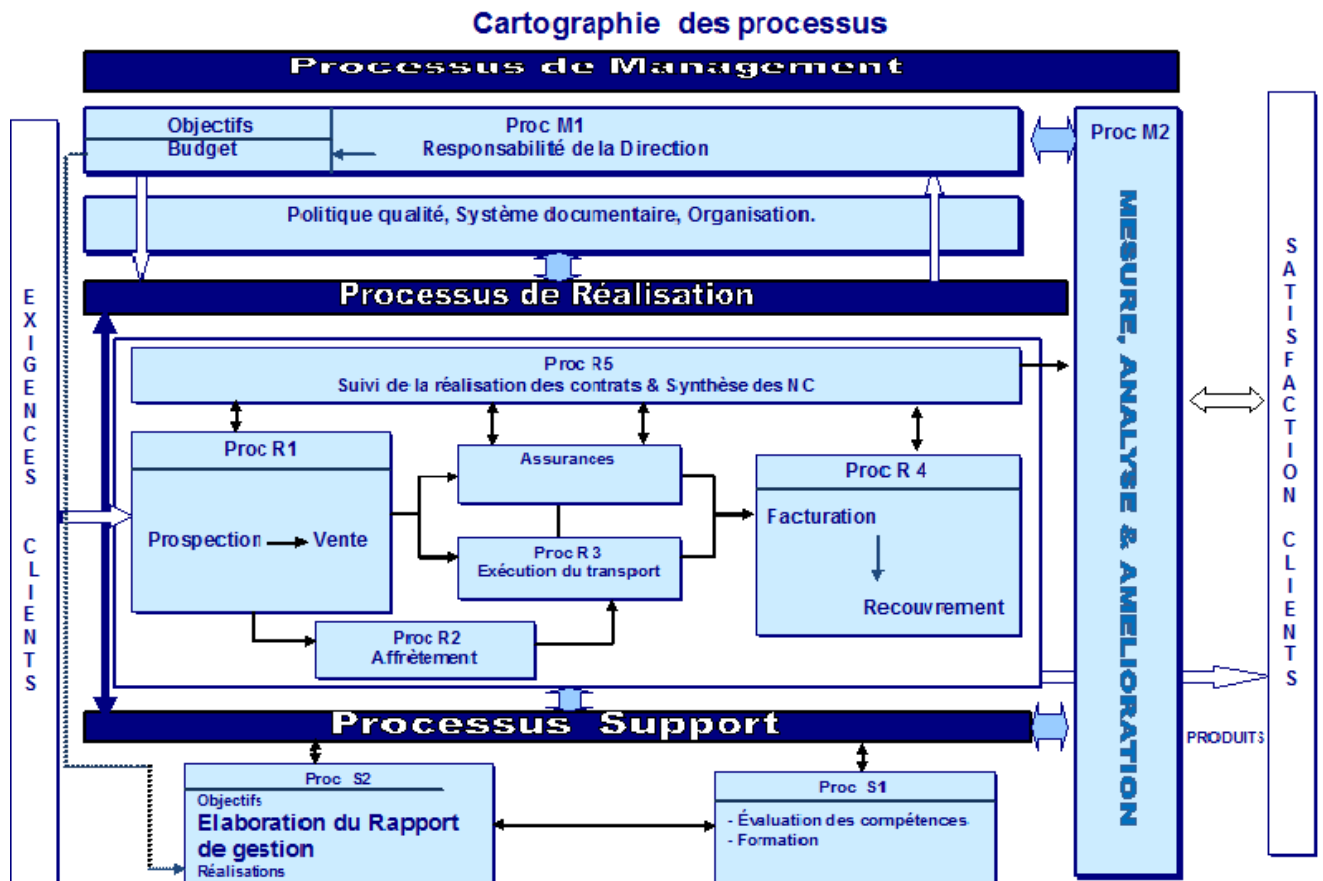 Cartographie des processus
Processus de Management
Objectifs
Budget
Proc M1
Responsabilité de la Direction
Proc M2
Politique qualité, Système documentaire, Organisation.
Processus de Réalisation
EXIGENCES CLIENTS
Proc R5
Suivi de la réalisation des contrats & Synthèse des NC
Proc R1
Prospection
Vente
Assurances
Proc R 3
Exécution du transport
Proc R2
Affrètement
Proc R 4
Facturation
Recouvrement
MESURE, ANALYSE & AMELIORATION
SATISFACTION CLIENTS
PRODUITS
Processus Support
Proc S2
Objectifs
Elaboration du Rapport
de gestion
Réalisations
Proc S1
- Évaluation des compétences.
- Formation